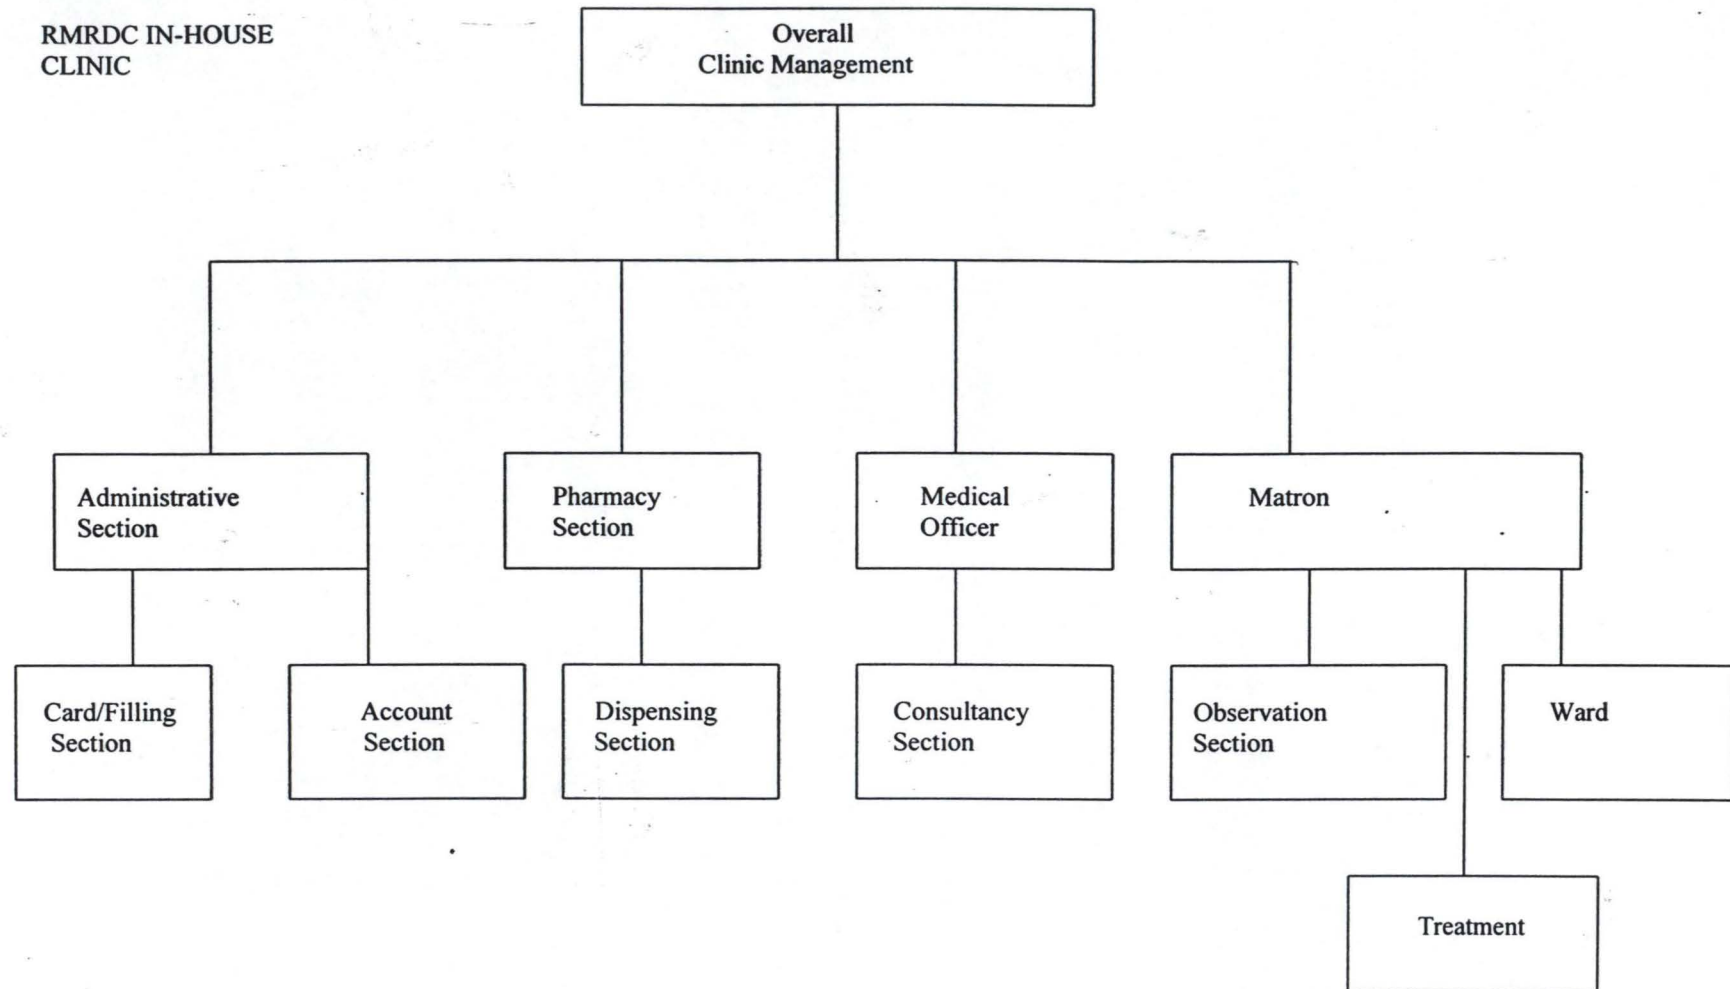 RMRDC IN-HOUSE
CLINIC
Overall
Clinic Management
Administrative
Section
Pharmacy
Section
Medical
Officer
Matron
Card/Filling
Section
Account
Section
Dispensing
Section
Consultancy
Section
Observation
Section
Ward
Treatment